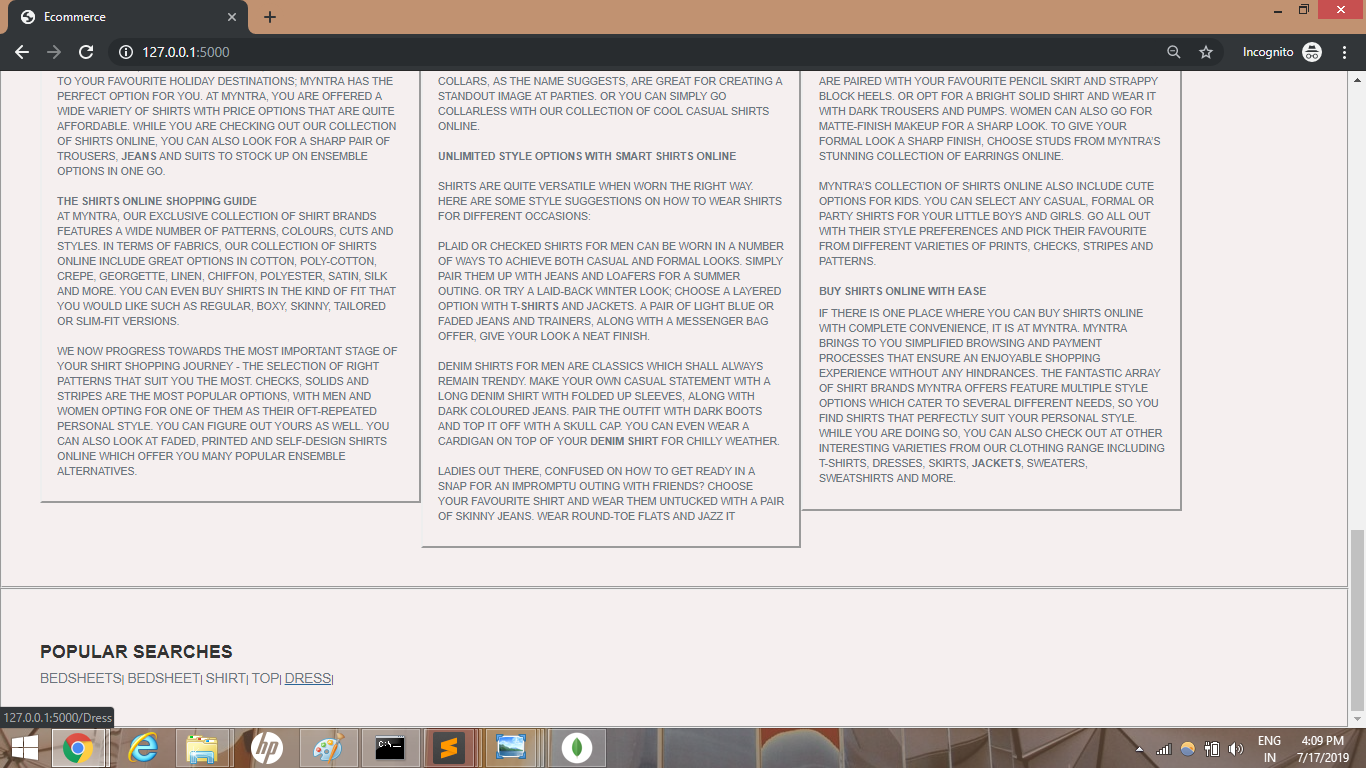 Ecommerce
127.0.0.1:5000
Incognito
TO YOUR FAVOURITE HOLIDAY DESTINATIONS; MYNTRA HAS THE
PERFECT OPTION FOR YOU. AT MYNTRA, YOU ARE OFFERED A
WIDE VARIETY OF SHIRTS WITH PRICE OPTIONS THAT ARE QUITE
AFFORDABLE. WHILE YOU ARE CHECKING OUT OUR COLLECTION
OF SHIRTS ONLINE, YOU CAN ALSO LOOK FOR A SHARP PAIR OF
TROUSERS, JEANS AND SUITS TO STOCK UP ON ENSEMBLE
OPTIONS IN ONE GO.
THE SHIRTS ONLINE SHOPPING GUIDE
AT MYNTRA, OUR EXCLUSIVE COLLECTION OF SHIRT BRANDS
FEATURES A WIDE NUMBER OF PATTERNS, COLOURS, CUTS AND
STYLES. IN TERMS OF FABRICS, OUR COLLECTION OF SHIRTS
ONLINE INCLUDE GREAT OPTIONS IN COTTON, POLY-COTTON,
CREPE, GEORGETTE, LINEN, CHIFFON, POLYESTER, SATIN, SILK
AND MORE. YOU CAN EVEN BUY SHIRTS IN THE KIND OF FIT THAT
YOU WOULD LIKE SUCH AS REGULAR, BOXY, SKINNY, TAILORED
OR SLIM-FIT VERSIONS.
WE NOW PROGRESS TOWARDS THE MOST IMPORTANT STAGE OF
YOUR SHIRT SHOPPING JOURNEY - THE SELECTION OF RIGHT
PATTERNS THAT SUIT YOU THE MOST. CHECKS, SOLIDS AND
STRIPES ARE THE MOST POPULAR OPTIONS, WITH MEN AND
WOMEN OPTING FOR ONE OF THEM AS THEIR OFT-REPEATED
PERSONAL STYLE. YOU CAN FIGURE OUT YOURS AS WELL. YOU
CAN ALSO LOOK AT FADED, PRINTED AND SELF-DESIGN SHIRTS
ONLINE WHICH OFFER YOU MANY POPULAR ENSEMBLE
ALTERNATIVES.
COLLARS, AS THE NAME SUGGESTS, ARE GREAT FOR CREATING A
STANDOUT IMAGE AT PARTIES. OR YOU CAN SIMPLY GO
COLLARLESS WITH OUR COLLECTION OF COOL CASUAL SHIRTS
ONLINE.
UNLIMITED STYLE OPTIONS WITH SMART SHIRTS ONLINE
SHIRTS ARE QUITE VERSATILE WHEN WORN THE RIGHT WAY.
HERE ARE SOME STYLE SUGGESTIONS ON HOW TO WEAR SHIRTS
FOR DIFFERENT OCCASIONS:
PLAID OR CHECKED SHIRTS FOR MEN CAN BE WORN IN A NUMBER
OF WAYS TO ACHIEVE BOTH CASUAL AND FORMAL LOOKS. SIMPLY
PAIR THEM UP WITH JEANS AND LOAFERS FOR A SUMMER
OUTING. OR TRY A LAID-BACK WINTER LOOK; CHOOSE A LAYERED
OPTION WITH T-SHIRTS AND JACKETS. A PAIR OF LIGHT BLUE OR
FADED JEANS AND TRAINERS, ALONG WITH A MESSENGER BAG
OFFER, GIVE YOUR LOOK A NEAT FINISH.
DENIM SHIRTS FOR MEN ARE CLASSICS WHICH SHALL ALWAYS
REMAIN TRENDY. MAKE YOUR OWN CASUAL STATEMENT WITH A
LONG DENIM SHIRT WITH FOLDED UP SLEEVES, ALONG WITH
DARK COLOURED JEANS. PAIR THE OUTFIT WITH DARK BOOTS
AND TOP IT OFF WITH A SKULL CAP. YOU CAN EVEN WEAR A
CARDIGAN ON TOP OF YOUR DENIM SHIRT FOR CHILLY WEATHER.
LADIES OUT THERE, CONFUSED ON HOW TO GET READY IN A
SNAP FOR AN IMPROMPTU OUTING WITH FRIENDS? CHOOSE
YOUR FAVOURITE SHIRT AND WEAR THEM UNTUCKED WITH A PAIR
OF SKINNY JEANS. WEAR ROUND-TOE FLATS AND JAZZ IT
ARE PAIRED WITH YOUR FAVOURITE PENCIL SKIRT AND STRAPPY
BLOCK HEELS. OR OPT FOR A BRIGHT SOLID SHIRT AND WEAR IT
WITH DARK TROUSERS AND PUMPS. WOMEN CAN ALSO GO FOR
MATTE-FINISH MAKEUP FOR A SHARP LOOK. TO GIVE YOUR
FORMAL LOOK A SHARP FINISH, CHOOSE STUDS FROM MYNTRA'S
STUNNING COLLECTION OF EARRINGS ONLINE.
MYNTRA'S COLLECTION OF SHIRTS ONLINE ALSO INCLUDE CUTE
OPTIONS FOR KIDS. YOU CAN SELECT ANY CASUAL, FORMAL OR
PARTY SHIRTS FOR YOUR LITTLE BOYS AND GIRLS. GO ALL OUT
WITH THEIR STYLE PREFERENCES AND PICK THEIR FAVOURITE
FROM DIFFERENT VARIETIES OF PRINTS, CHECKS, STRIPES AND
PATTERNS.
BUY SHIRTS ONLINE WITH EASE
IF THERE IS ONE PLACE WHERE YOU CAN BUY SHIRTS ONLINE
WITH COMPLETE CONVENIENCE, IT IS AT MYNTRA. MYNTRA
BRINGS TO YOU SIMPLIFIED BROWSING AND PAYMENT
PROCESSES THAT ENSURE AN ENJOYABLE SHOPPING
EXPERIENCE WITHOUT ANY HINDRANCES. THE FANTASTIC ARRAY
OF SHIRT BRANDS MYNTRA OFFERS FEATURE MULTIPLE STYLE
OPTIONS WHICH CATER TO SEVERAL DIFFERENT NEEDS, SO YOU
FIND SHIRTS THAT PERFECTLY SUIT YOUR PERSONAL STYLE.
WHILE YOU ARE DOING SO, YOU CAN ALSO CHECK OUT AT OTHER
INTERESTING VARIETIES FROM OUR CLOTHING RANGE INCLUDING
T-SHIRTS, DRESSES, SKIRTS, JACKETS, SWEATERS,
SWEATSHIRTS AND MORE.
POPULAR SEARCHES
BEDSHEETS| BEDSHEET| SHIRT| TOP| DRESS|
127.0.0.1:5000/Dress
hp
C:\_
ENG
IN
4:09 PM
7/17/2019